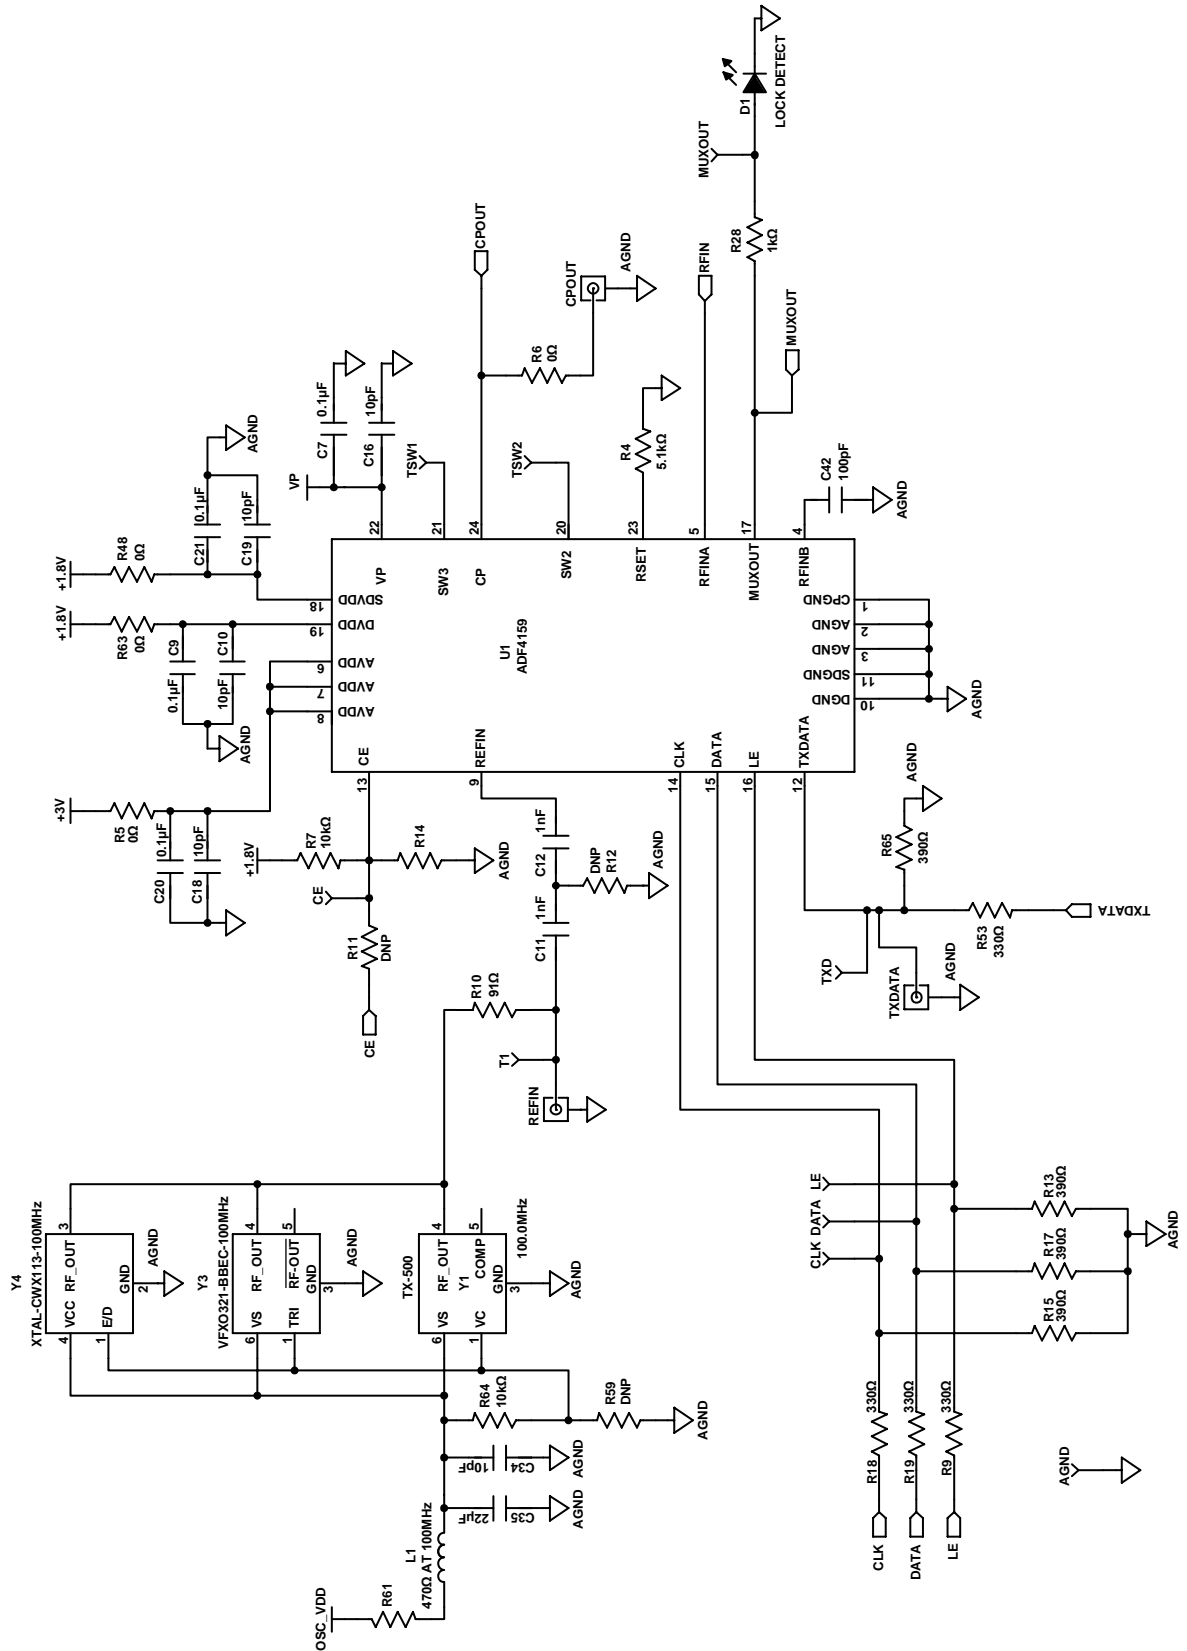 OSC_VDD
R61
L1
470Ω AT 100MHz
22µF
C35
AGND
10pF
C34
AGND
R64
10kΩ
R59
DNP
AGND
Y4
XTAL-CWX113-100MHz
4
VCC
RF_OUT
3
1
E/D
GND
2
AGND
Y3
VFXO321-BBEC-100MHz
6
VS
RF_OUT
4
1
TRI
RF-OUT
5
GND
3
AGND
TX-500
6
VS
RF_OUT
4
Y1
1
VC
COMP
5
GND
3
100.0MHz
AGND
R10
91Ω
T1
REFIN
C11
1nF
C12
1nF
DNP
R12
AGND
CE
R11
DNP
CE
+1.8V
R7
10kΩ
R14
AGND
+3V
R5
0Ω
C20
0.1µF
C18
10pF
+1.8V
R63
0Ω
C9
0.1µF
C10
10pF
AGND
+1.8V
R48
0Ω
C21
0.1µF
C19
10pF
AGND
VP
C7
0.1µF
C16
10pF
8
AVDD
7
AVDD
6
AVDD
19
DVDD
18
SDVDD
U1
ADF4159
13
CE
9
REFIN
14
CLK
15
DATA
16
LE
12
TXDATA
VP
22
SW3
21
CP
24
SW2
20
RSET
23
RFINA
5
MUXOUT
17
RFINB
4
DGND
10
SDGND
11
AGND
3
AGND
2
CPGND
1
AGND
TSW1
CPOUT
R6
0Ω
CPOUT
AGND
TSW2
R4
5.1kΩ
RFIN
MUXOUT
R28
1kΩ
MUXOUT
D1
LOCK DETECT
C42
100pF
AGND
R65
390Ω
AGND
TXD
TXDATA
AGND
R53
330Ω
TXDATA
CLK
DATA
LE
CLK
R18
330Ω
DATA
R19
330Ω
LE
R9
330Ω
R15
390Ω
R17
390Ω
R13
390Ω
AGND
AGND